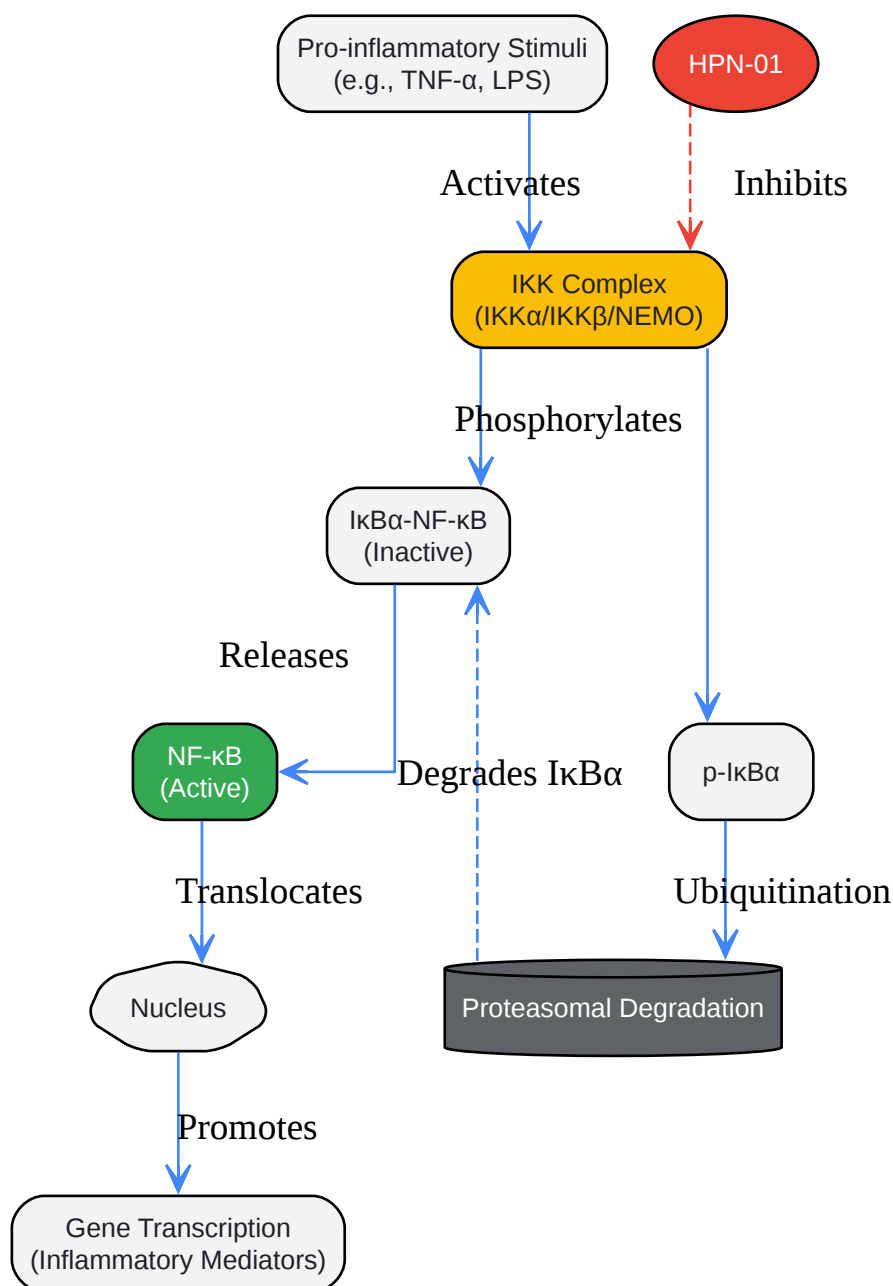 Pro-inflammatory Stimuli
(e.g., TNF-α, LPS)
HPN-01
Activates
Inhibits
IKK Complex
(IKKα/IKKβ/NEMO)
Phosphorylates
IκBα-NF-κB
(Inactive)
Releases
NF-κB
(Active)
Degrades IκBα
p-IκBα
Translocates
Ubiquitination
Nucleus
Proteasomal Degradation
Promotes
Gene Transcription
(Inflammatory Mediators)